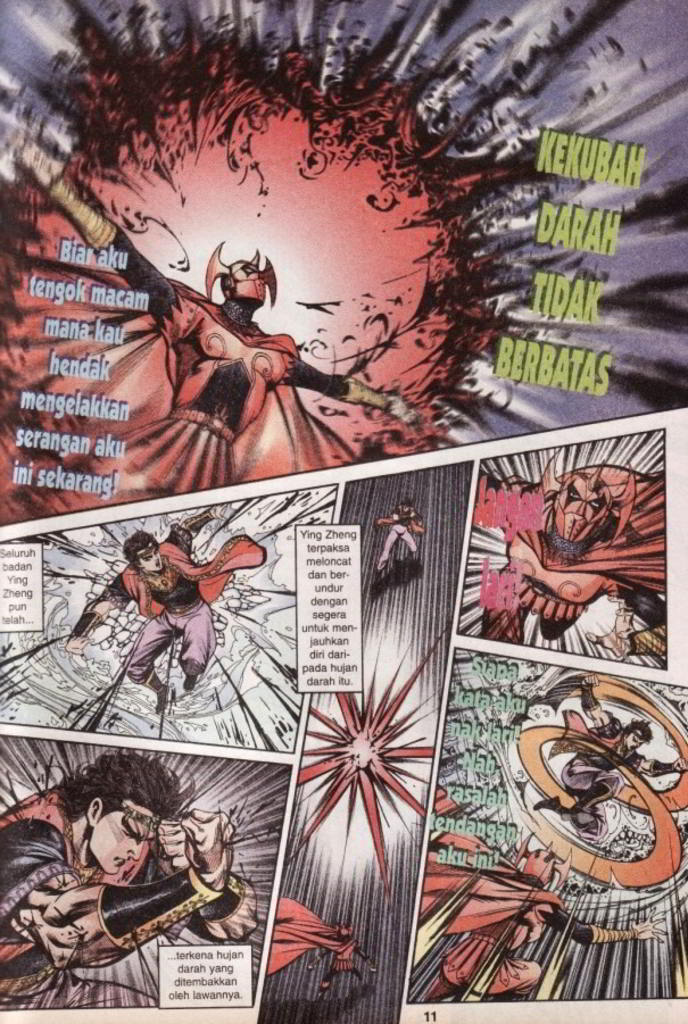 Biar aku
tengok macam
mana kau
hendak
mengelakkan
serangan aku
ini sekarang!
KEKUBAH
DARAH
TIDAK
BERBATAS
Seluruh
badan
Ying
Zheng
pun
telah...
...terkena hujan
darah yang
ditembakkan
oleh lawannya.
Ying Zheng
terpaksa
meloncat
dan ber-
undur
dengan
segera
untuk men-
jauhkan
diri dari-
pada hujan
darah itu.
Jangan
lari!
Siapa
kata aku
nak lari!
Nah
rasalah
tendangan
aku ini!
11